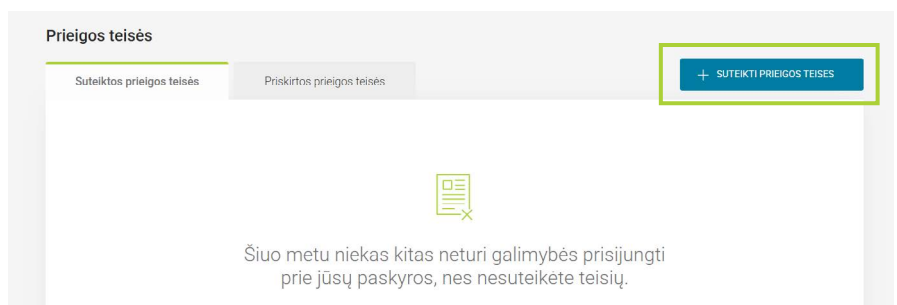 Prieigos teisės
Suteiktos prieigos teisės
Priskirtos prieigos teisės
+ SUTEIKTI PRIEIGOS TEISES
Šiuo metu niekas kitas neturi galimybės prisijungti
prie jūsų paskyros, nes nesuteikėte teisių.